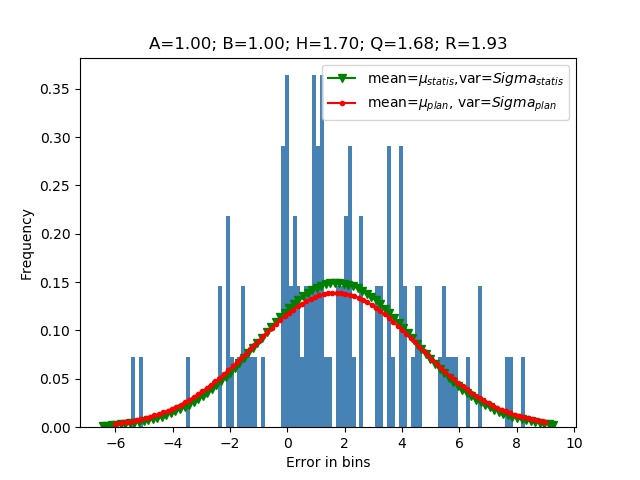 A=1.00; B=1.00; H=1.70; Q=1.68; R=1.93
mean=μstatis,var=Sigmastatis
mean=μplan, var=Sigmaplan
Frequency
0.35
0.30
0.25
0.20
0.15
0.10
0.05
0.00
−6 −4 −2 0 2 4 6 8 10
Error in bins